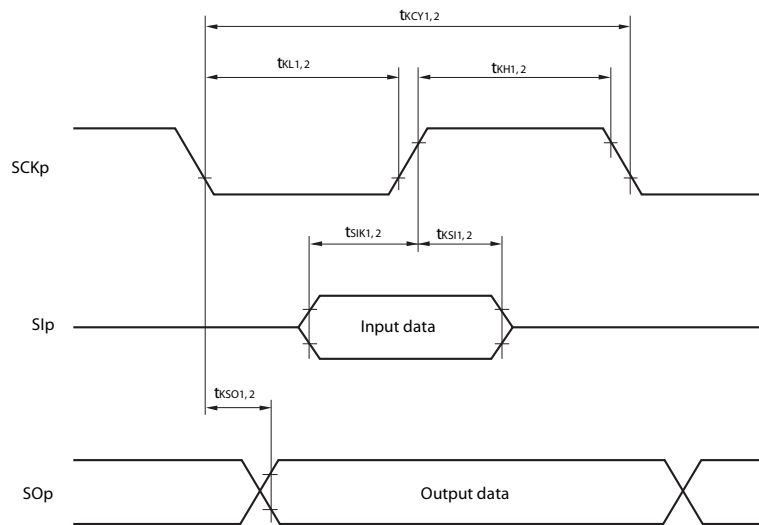 tKCY1, 2
tKL1, 2
tKH1, 2
SCKp
tSIK1, 2
tKSI1, 2
SIp
Input data
tKSO1, 2
SOp
Output data